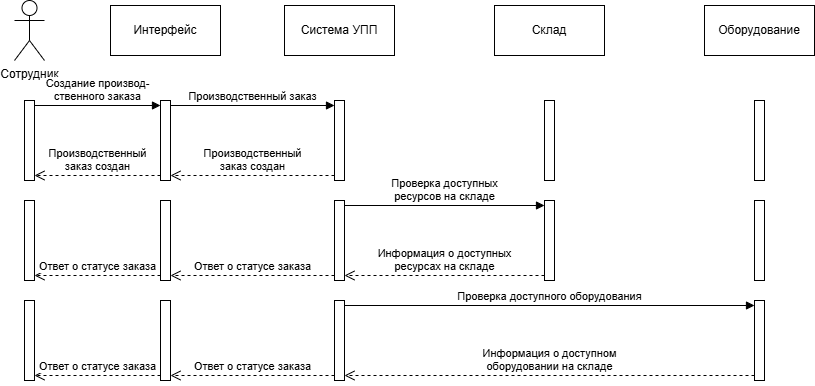 Интерфейс
Система УПП
Склад
Оборудование
Сотрудник
Создание производ-
ственного заказа
Производственный заказ
Производственный
заказ создан
Производственный
заказ создан
Проверка доступных
ресурсов на складе
Ответ о статусе заказа
Ответ о статусе заказа
Информация о доступных
ресурсах на складе
Проверка доступного оборудования
Ответ о статусе заказа
Ответ о статусе заказа
Информация о доступном
оборудовании на складе